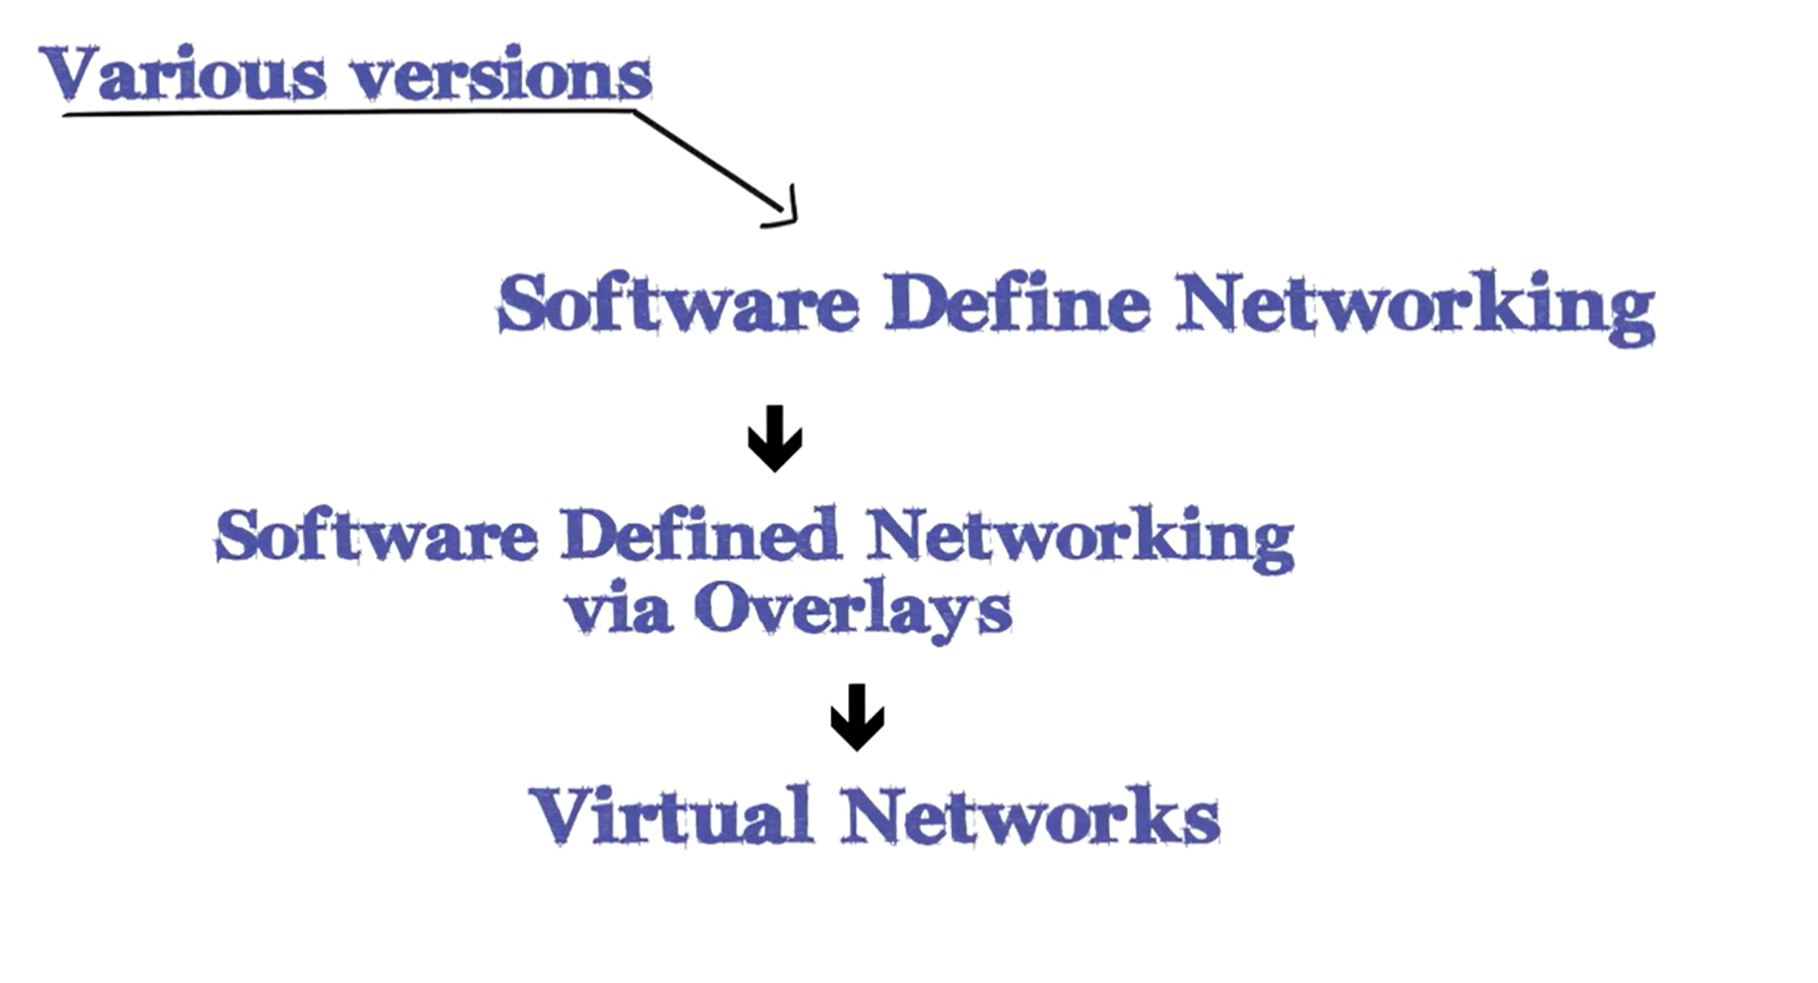 Various versions
Software Define Networking
Software Defined Networking
via Overlays
Virtual Networks